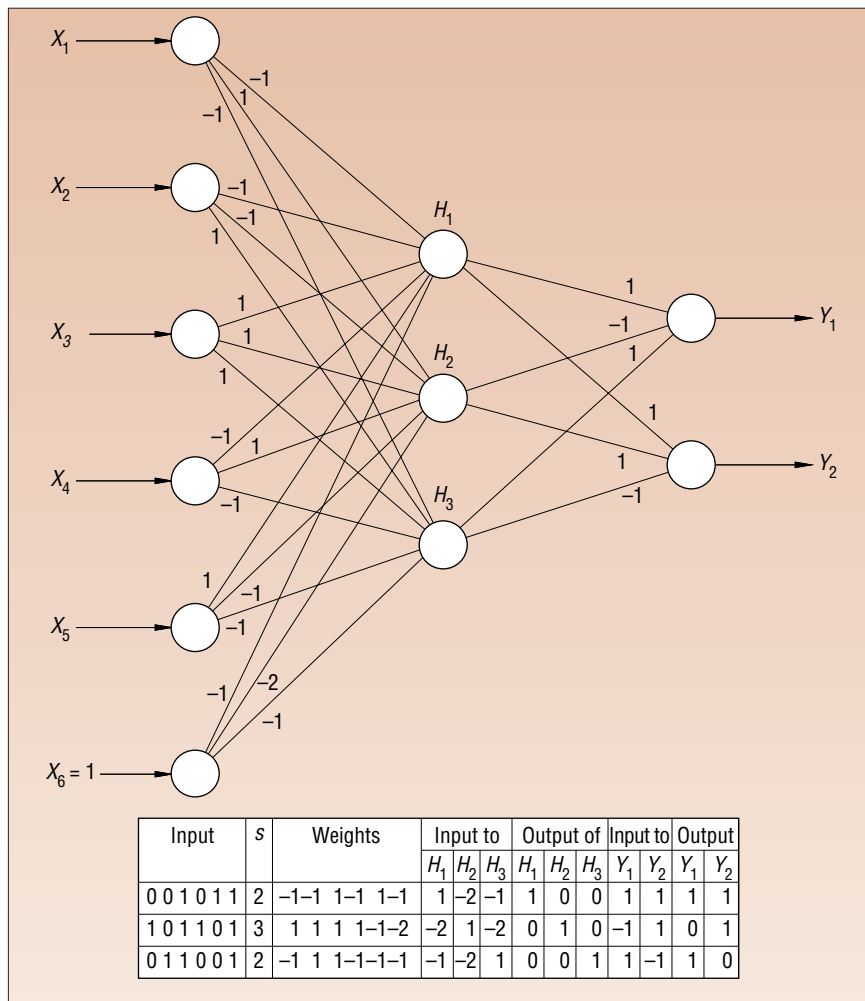 X1
–1
1
–1
X2
–1
–1
1
H1
X3
1
1
1
1
–1
1
Y1
H2
X4
–1
1
–1
1
1
–1
Y2
H3
X5
1
–1
–1
X6 = 1
–1
–2
–1
Input s Weights Input to Output of Input to Output
H1 H2 H3 H1 H2 H3 Y1 Y2 Y1 Y2
0 0 1 0 1 1 2 –1–1 1–1 1–1 1 –2 –1 1 0 0 1 1 1 1
1 0 1 1 0 1 3 1 1 1 1–1–2 –2 1 –2 0 1 0 –1 1 0 1
0 1 1 0 0 1 2 –1 1 1–1–1–1 –1 –2 1 0 0 1 1 –1 1 0